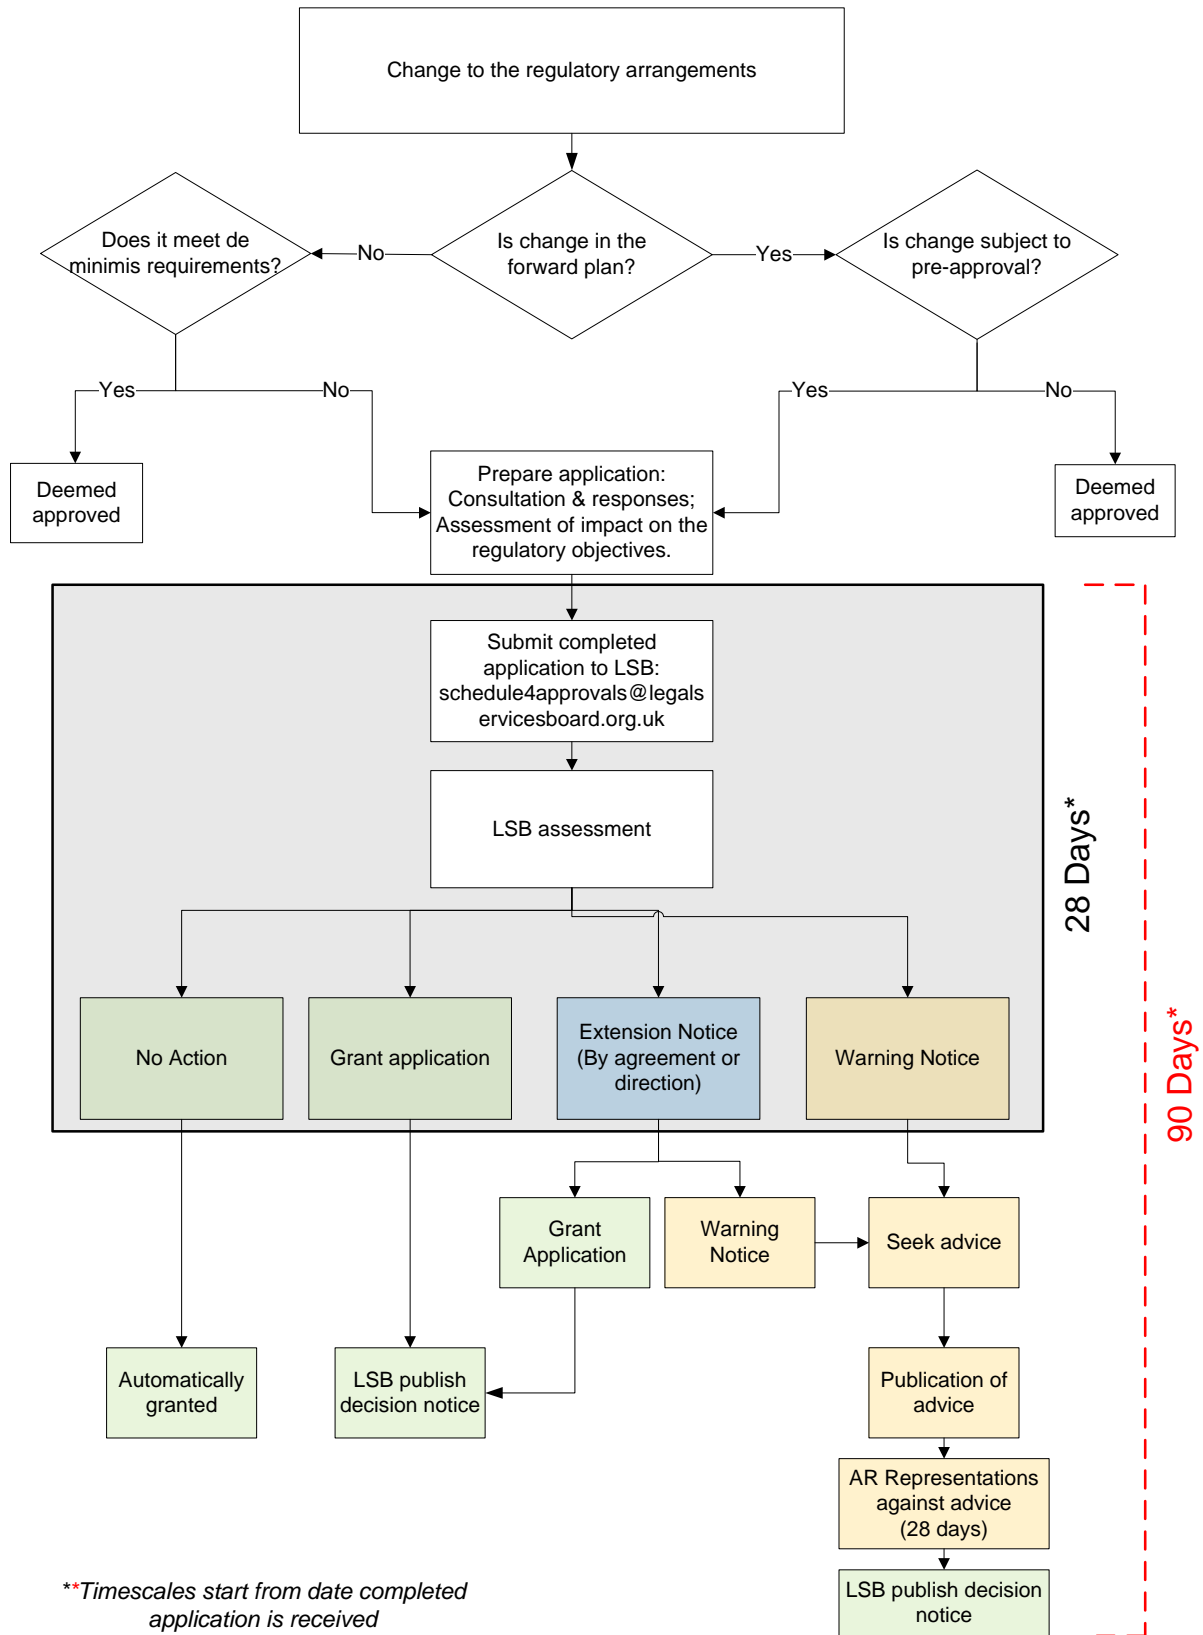 Change to the regulatory arrangements
Does it meet de
minimis requirements?
No
Is change in the
forward plan?
Yes
Is change subject to
pre-approval?
Yes
No
Yes
No
Deemed
approved
Prepare application:
Consultation & responses;
Assessment of impact on the
regulatory objectives.
Deemed
approved
Submit completed
application to LSB:
schedule4approvals@legals
ervicesboard.org.uk
LSB assessment
28 Days*
90 Days*
No Action
Grant application
Extension Notice
(By agreement or
direction)
Warning Notice
Grant
Application
Warning
Notice
Seek advice
Automatically
granted
LSB publish
decision notice
Publication of
advice
AR Representations
against advice
(28 days)
LSB publish decision
notice
**Timescales start from date completed
application is received